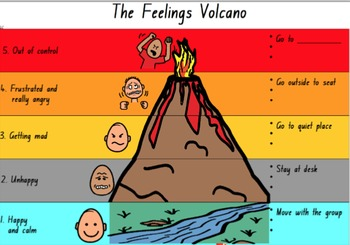 The Feelings Volcano
5. Out of control
• Go to __________
4. Frustrated and
really angry
• Go outside to seat
3. Getting mad
• Go to quiet place
2. Unhappy
• Stay at desk
1. Happy
and calm
• Move with the group